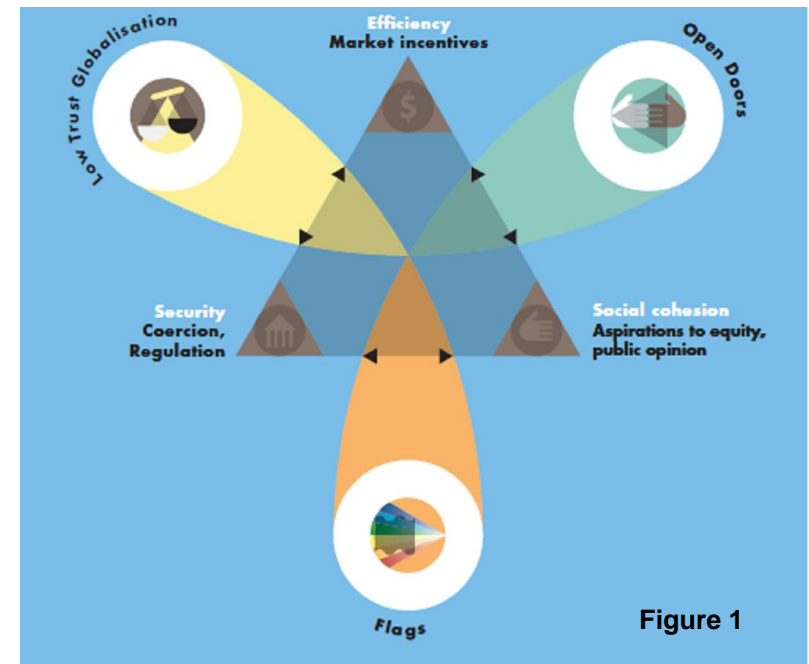 Low Trust Globalisation
Efficiency
Market incentives
$
Open Doors
Security
Coercion,
Regulation
Social cohesion
Aspirations to equity,
public opinion
Flags
Figure 1